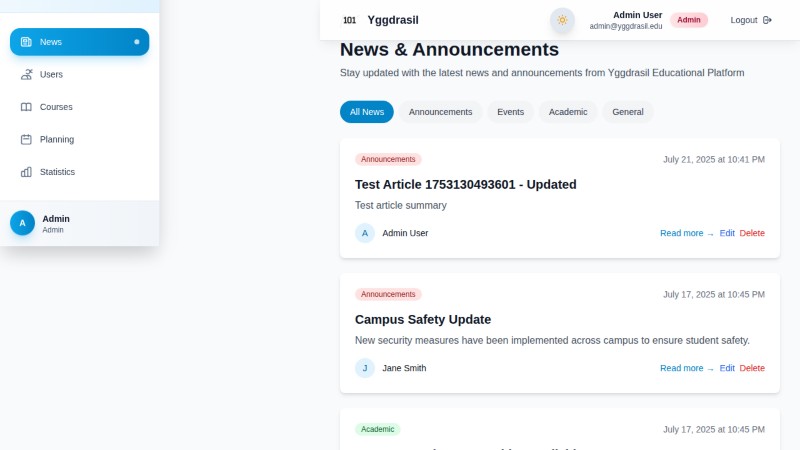 News
Users
Courses
Planning
Statistics
A
Admin
Admin
101 Yggdrasil
Admin User
admin@yggdrasil.edu
Admin
Logout
News & Announcements
Stay updated with the latest news and announcements from Yggdrasil Educational Platform
All News Announcements Events Academic General
Announcements July 21, 2025 at 10:41 PM
Test Article 1753130493601 - Updated
Test article summary
A Admin User Read more → Edit Delete
Announcements July 17, 2025 at 10:45 PM
Campus Safety Update
New security measures have been implemented across campus to ensure student safety.
J Jane Smith Read more → Edit Delete
Academic July 17, 2025 at 10:45 PM